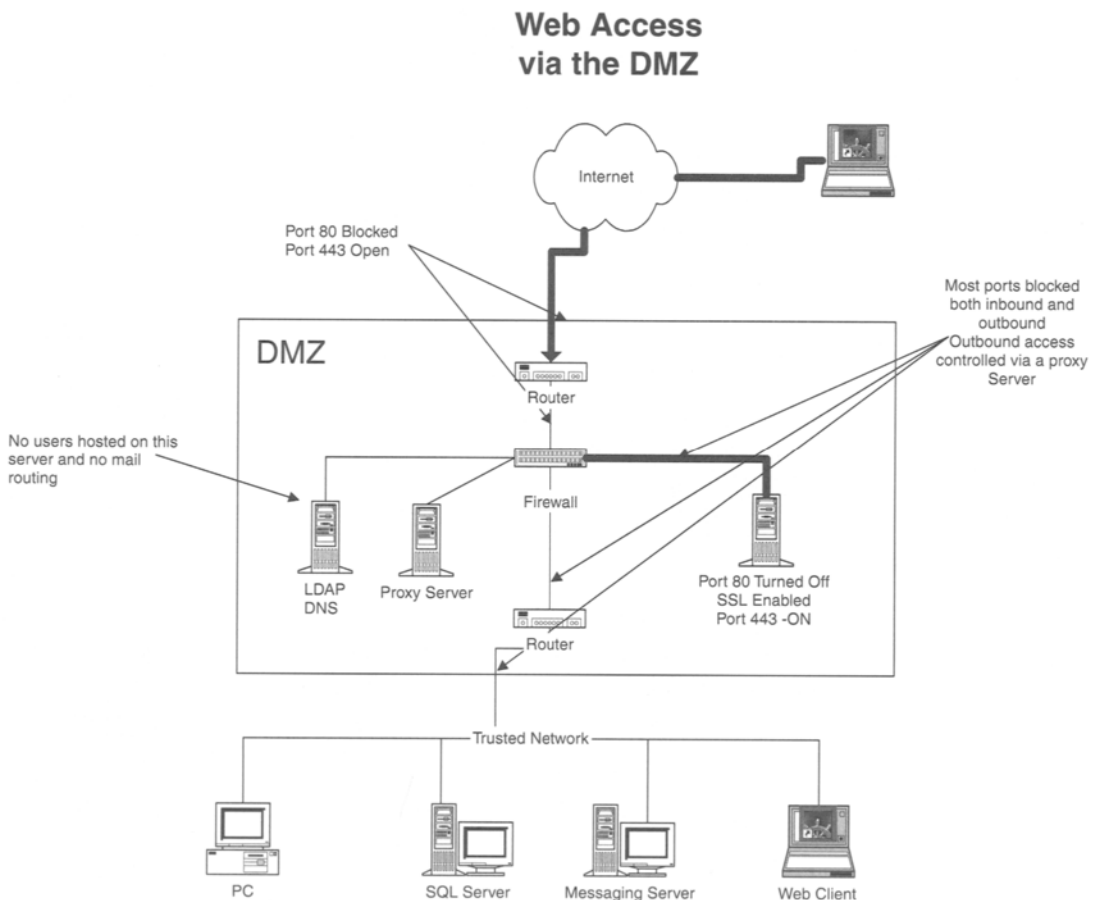 Web Access
via the DMZ
Internet
Port 80 Blocked
Port 443 Open
Most ports blocked
both inbound and
outbound
Outbound access
controlled via a proxy
Server
DMZ
Router
No users hosted on this
server and no mail
routing
Firewall
LDAP
DNS
Proxy Server
Port 80 Turned Off
SSL Enabled
Port 443 -ON
Router
Trusted Network
PC
SQL Server
Messaging Server
Web Client